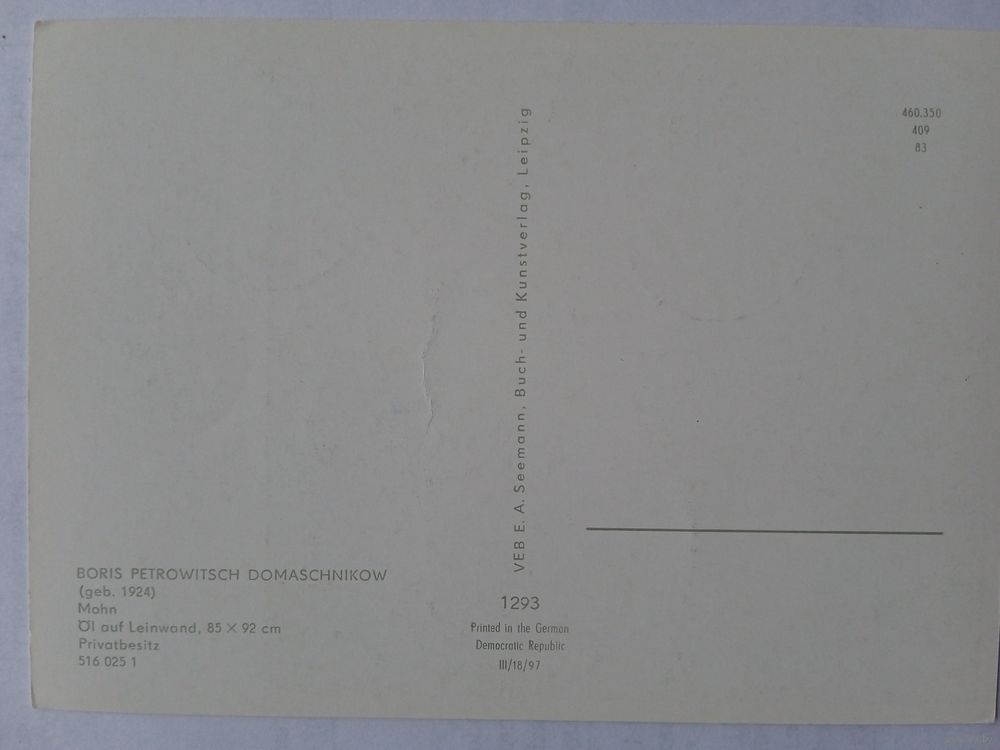 460.350
409
83
VEB E. A. Seemann, Buch- und Kunstverlag, Leipzig
BORIS PETROWITSCH DOMASCHNIKOW
(geb. 1924)
Mohn
Öl auf Leinwand, 85 × 92 cm
Privatbesitz
516 025 1
1293
Printed in the German
Democratic Republic
III/18/97